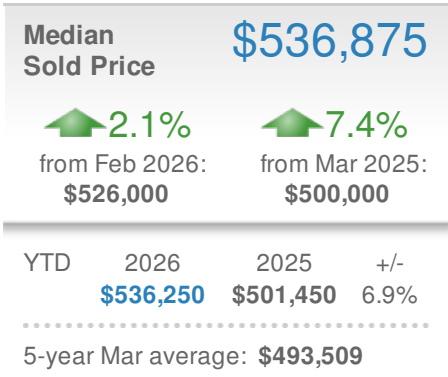 Median $536,875
Sold Price
2.1% 7.4%
from Feb 2026: from Mar 2025:
$526,000 $500,000
YTD 2026 2025 +/-
$536,250 $501,450 6.9%
5-year Mar average: $493,509